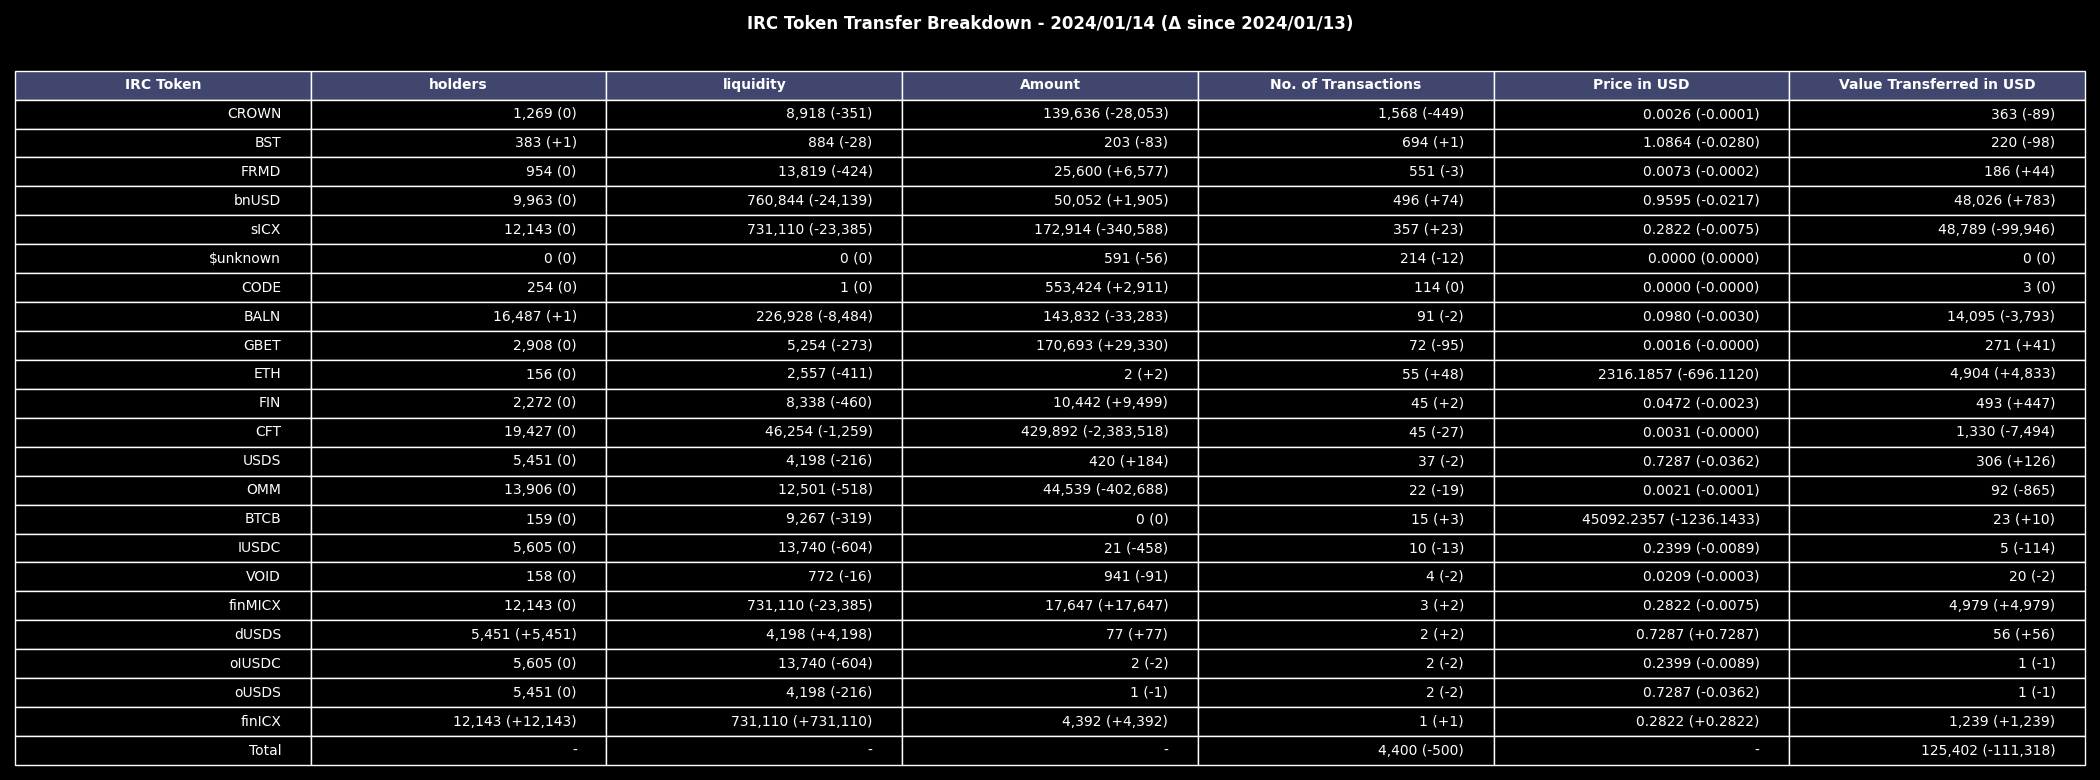 IRC Token Transfer Breakdown - 2024/01/14 (Δ since 2024/01/13)
IRC Token holders liquidity Amount No. of Transactions Price in USD Value Transferred in USD
CROWN 1,269 (0) 8,918 (-351) 139,636 (-28,053) 1,568 (-449) 0.0026 (-0.0001) 363 (-89)
BST 383 (+1) 884 (-28) 203 (-83) 694 (+1) 1.0864 (-0.0280) 220 (-98)
FRMD 954 (0) 13,819 (-424) 25,600 (+6,577) 551 (-3) 0.0073 (-0.0002) 186 (+44)
bnUSD 9,963 (0) 760,844 (-24,139) 50,052 (+1,905) 496 (+74) 0.9595 (-0.0217) 48,026 (+783)
sICX 12,143 (0) 731,110 (-23,385) 172,914 (-340,588) 357 (+23) 0.2822 (-0.0075) 48,789 (-99,946)
$unknown 0 (0) 0 (0) 591 (-56) 214 (-12) 0.0000 (0.0000) 0 (0)
CODE 254 (0) 1 (0) 553,424 (+2,911) 114 (0) 0.0000 (-0.0000) 3 (0)
BALN 16,487 (+1) 226,928 (-8,484) 143,832 (-33,283) 91 (-2) 0.0980 (-0.0030) 14,095 (-3,793)
GBET 2,908 (0) 5,254 (-273) 170,693 (+29,330) 72 (-95) 0.0016 (-0.0000) 271 (+41)
ETH 156 (0) 2,557 (-411) 2 (+2) 55 (+48) 2316.1857 (-696.1120) 4,904 (+4,833)
FIN 2,272 (0) 8,338 (-460) 10,442 (+9,499) 45 (+2) 0.0472 (-0.0023) 493 (+447)
CFT 19,427 (0) 46,254 (-1,259) 429,892 (-2,383,518) 45 (-27) 0.0031 (-0.0000) 1,330 (-7,494)
USDS 5,451 (0) 4,198 (-216) 420 (+184) 37 (-2) 0.7287 (-0.0362) 306 (+126)
OMM 13,906 (0) 12,501 (-518) 44,539 (-402,688) 22 (-19) 0.0021 (-0.0001) 92 (-865)
BTCB 159 (0) 9,267 (-319) 0 (0) 15 (+3) 45092.2357 (-1236.1433) 23 (+10)
IUSDC 5,605 (0) 13,740 (-604) 21 (-458) 10 (-13) 0.2399 (-0.0089) 5 (-114)
VOID 158 (0) 772 (-16) 941 (-91) 4 (-2) 0.0209 (-0.0003) 20 (-2)
finMICX 12,143 (0) 731,110 (-23,385) 17,647 (+17,647) 3 (+2) 0.2822 (-0.0075) 4,979 (+4,979)
dUSDS 5,451 (+5,451) 4,198 (+4,198) 77 (+77) 2 (+2) 0.7287 (+0.7287) 56 (+56)
oIUSDC 5,605 (0) 13,740 (-604) 2 (-2) 2 (-2) 0.2399 (-0.0089) 1 (-1)
oUSDS 5,451 (0) 4,198 (-216) 1 (-1) 2 (-2) 0.7287 (-0.0362) 1 (-1)
finICX 12,143 (+12,143) 731,110 (+731,110) 4,392 (+4,392) 1 (+1) 0.2822 (+0.2822) 1,239 (+1,239)
Total - - - 4,400 (-500) - 125,402 (-111,318)